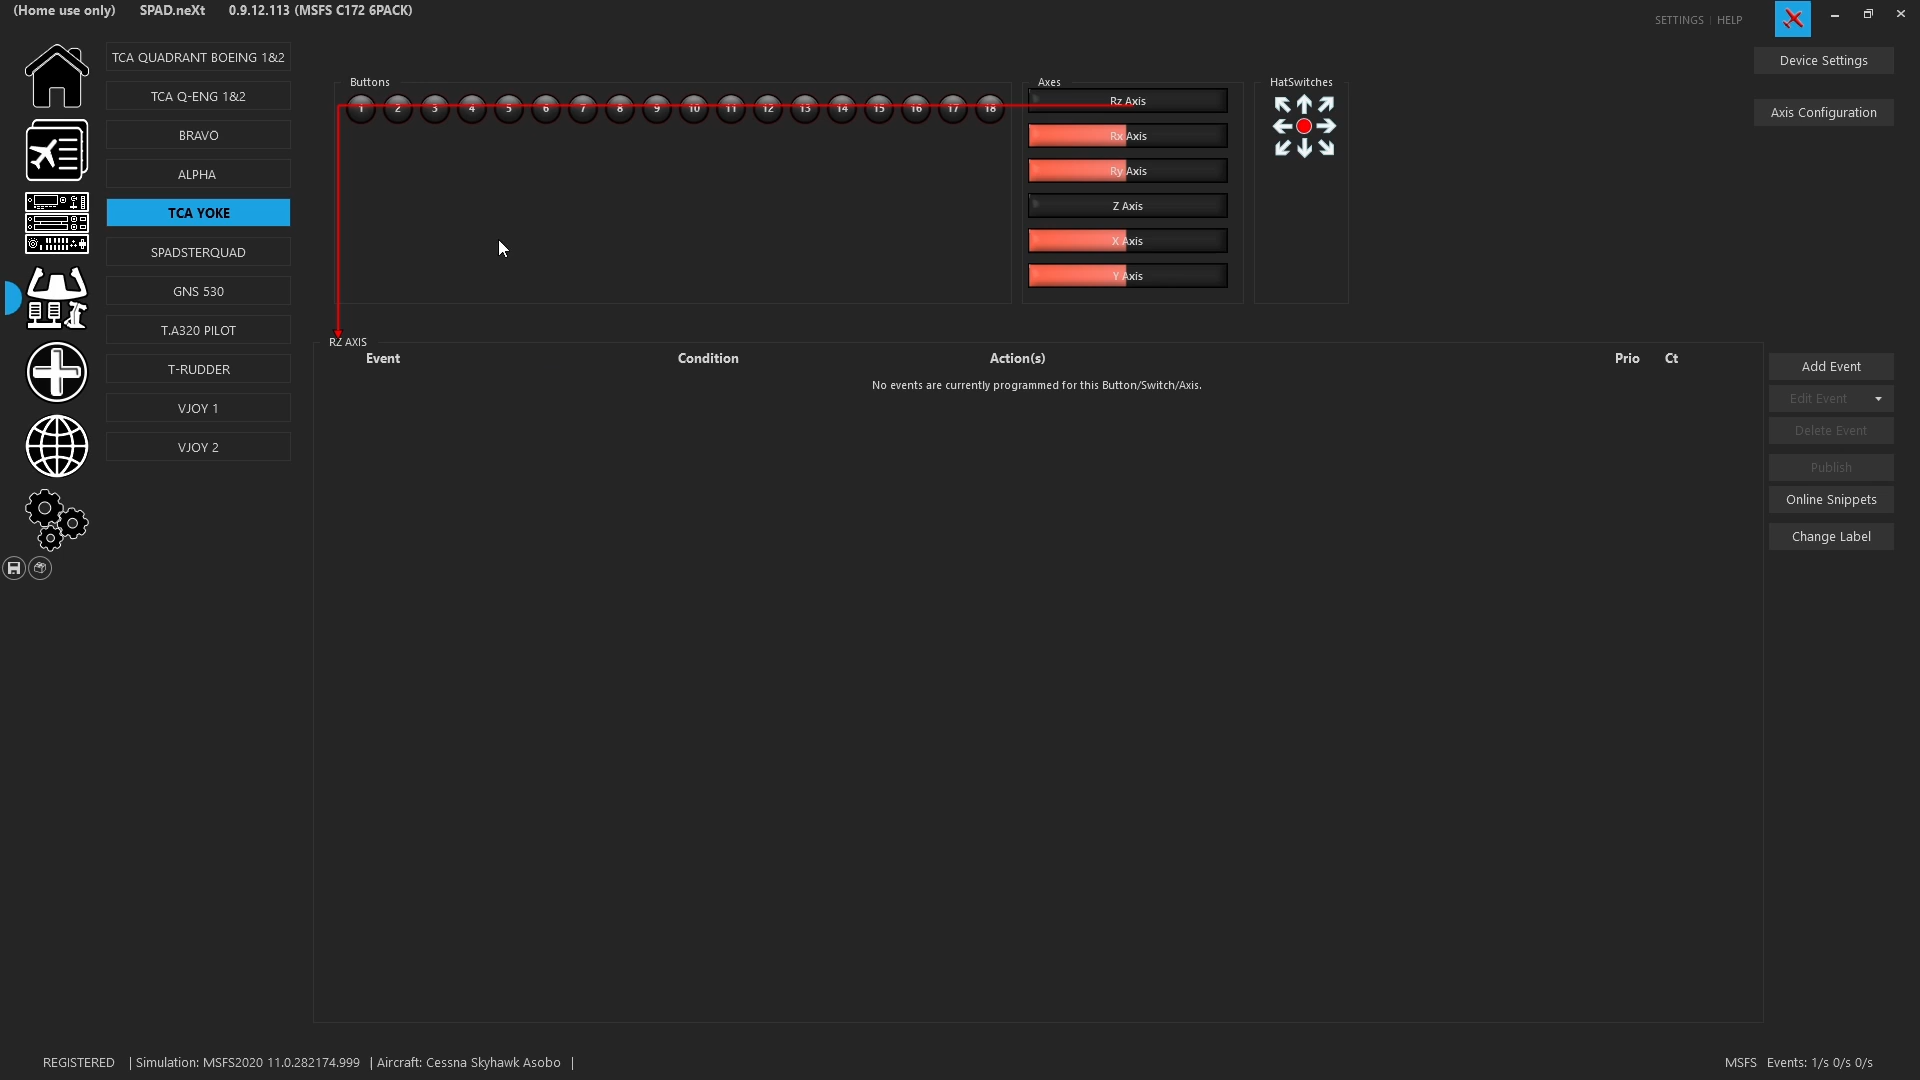 (Home use only) SPAD.neXt 0.9.12.113 (MSFS C172 6PACK)
SETTINGS | HELP
TCA QUADRANT BOEING 1&2
TCA Q-ENG 1&2
BRAVO
ALPHA
TCA YOKE
SPADSTERQUAD
GNS 530
T.A320 PILOT
T-RUDDER
VJOY 1
VJOY 2
Buttons
1 2 3 4 5 6 7 8 9 10 11 12 13 14 15 16 17 18
Axes
Rz Axis
Rx Axis
Ry Axis
Z Axis
X Axis
Y Axis
HatSwitches
Device Settings
Axis Configuration
RZ AXIS
Event Condition Action(s) Prio Ct
No events are currently programmed for this Button/Switch/Axis.
Add Event
Edit Event
Delete Event
Publish
Online Snippets
Change Label
REGISTERED | Simulation: MSFS2020 11.0.282174.999 | Aircraft: Cessna Skyhawk Asobo |
MSFS Events: 1/s 0/s 0/s